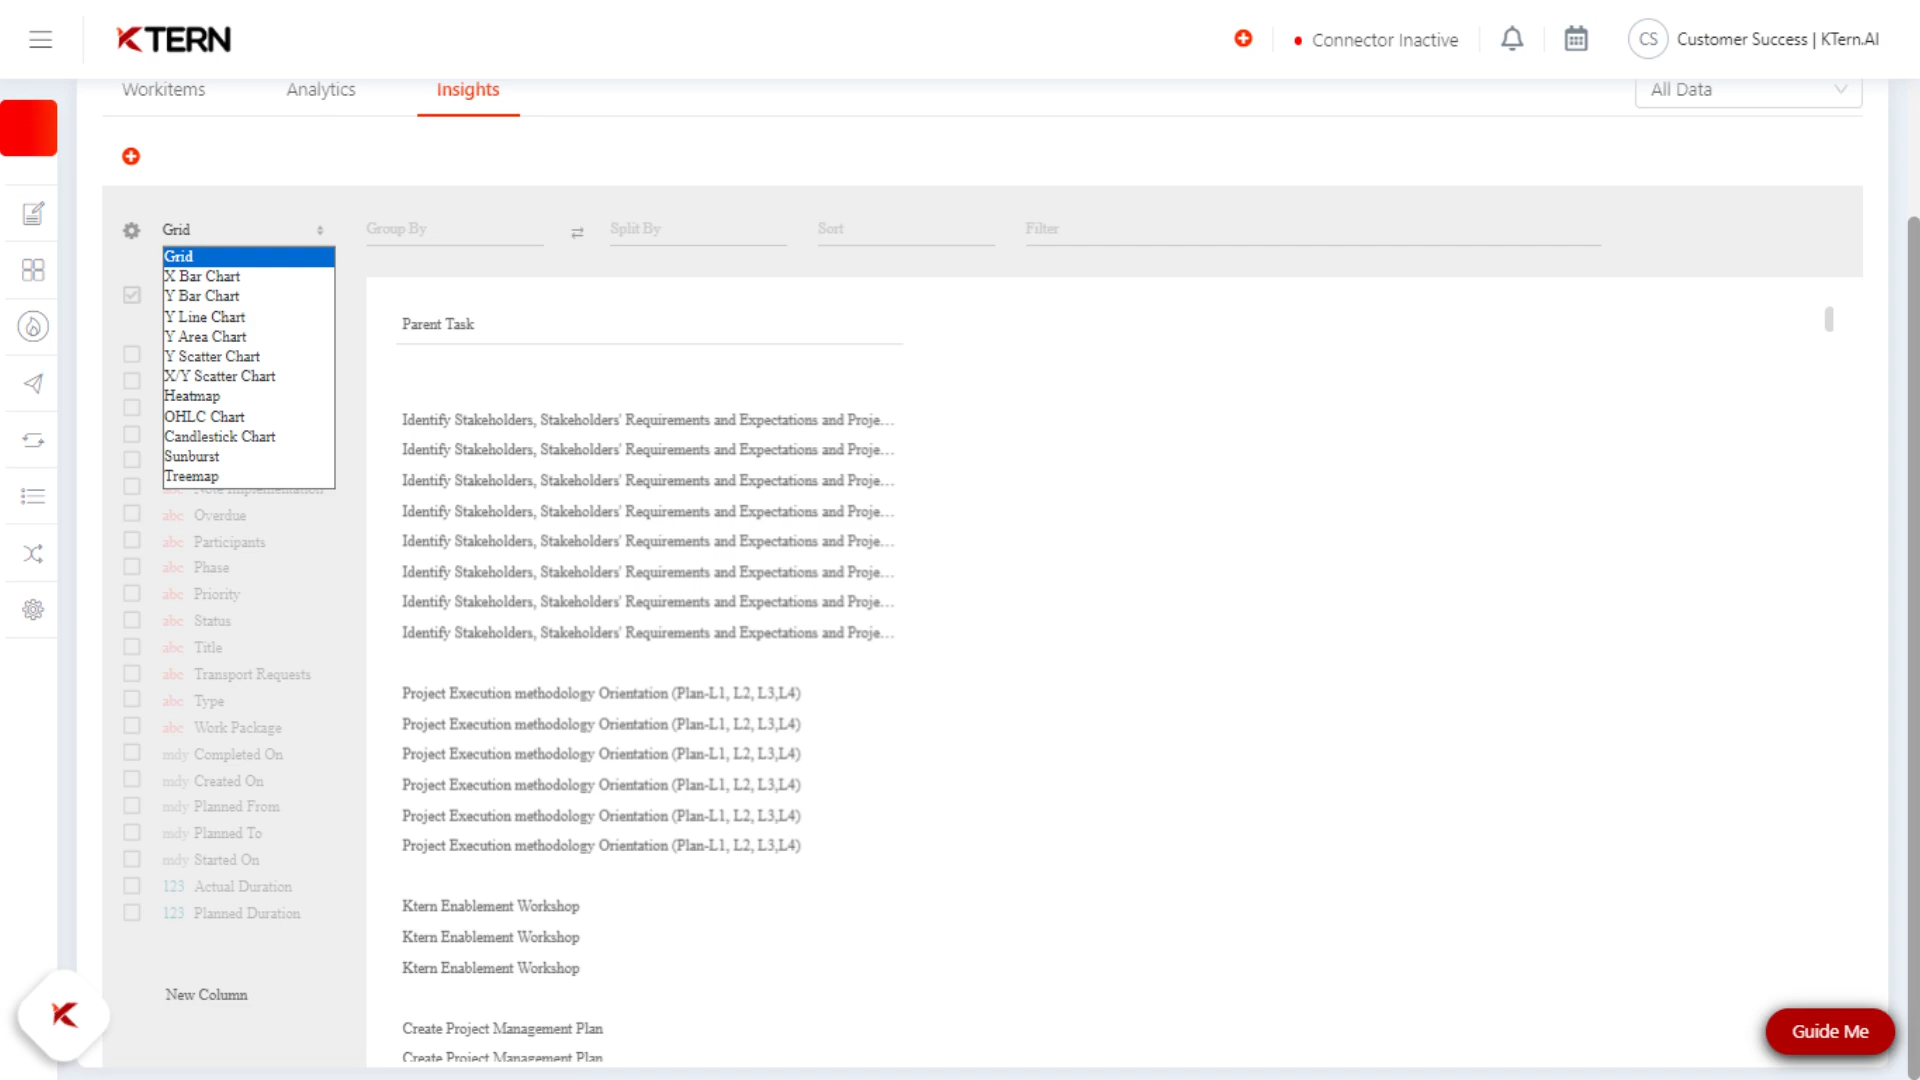 KTERN
Connector Inactive
CS
Customer Success | KTern.AI
Workitems
Analytics
Insights
All Data
Grid
Group By
Split By
Sort
Filter
Grid
X Bar Chart
Y Bar Chart
Y Line Chart
Y Area Chart
Y Scatter Chart
X/Y Scatter Chart
Heatmap
OHLC Chart
Candlestick Chart
Sunburst
Treemap
abc Note Implementation
abc Overdue
abc Participants
abc Phase
abc Priority
abc Status
abc Title
abc Transport Requests
abc Type
abc Work Package
mdy Completed On
mdy Created On
mdy Planned From
mdy Planned To
mdy Started On
123 Actual Duration
123 Planned Duration
New Column
Parent Task
Identify Stakeholders, Stakeholders' Requirements and Expectations and Proje...
Identify Stakeholders, Stakeholders' Requirements and Expectations and Proje...
Identify Stakeholders, Stakeholders' Requirements and Expectations and Proje...
Identify Stakeholders, Stakeholders' Requirements and Expectations and Proje...
Identify Stakeholders, Stakeholders' Requirements and Expectations and Proje...
Identify Stakeholders, Stakeholders' Requirements and Expectations and Proje...
Identify Stakeholders, Stakeholders' Requirements and Expectations and Proje...
Identify Stakeholders, Stakeholders' Requirements and Expectations and Proje...
Project Execution methodology Orientation (Plan-L1, L2, L3,L4)
Project Execution methodology Orientation (Plan-L1, L2, L3,L4)
Project Execution methodology Orientation (Plan-L1, L2, L3,L4)
Project Execution methodology Orientation (Plan-L1, L2, L3,L4)
Project Execution methodology Orientation (Plan-L1, L2, L3,L4)
Project Execution methodology Orientation (Plan-L1, L2, L3,L4)
Ktern Enablement Workshop
Ktern Enablement Workshop
Ktern Enablement Workshop
Create Project Management Plan
Create Project Management Plan
Guide Me